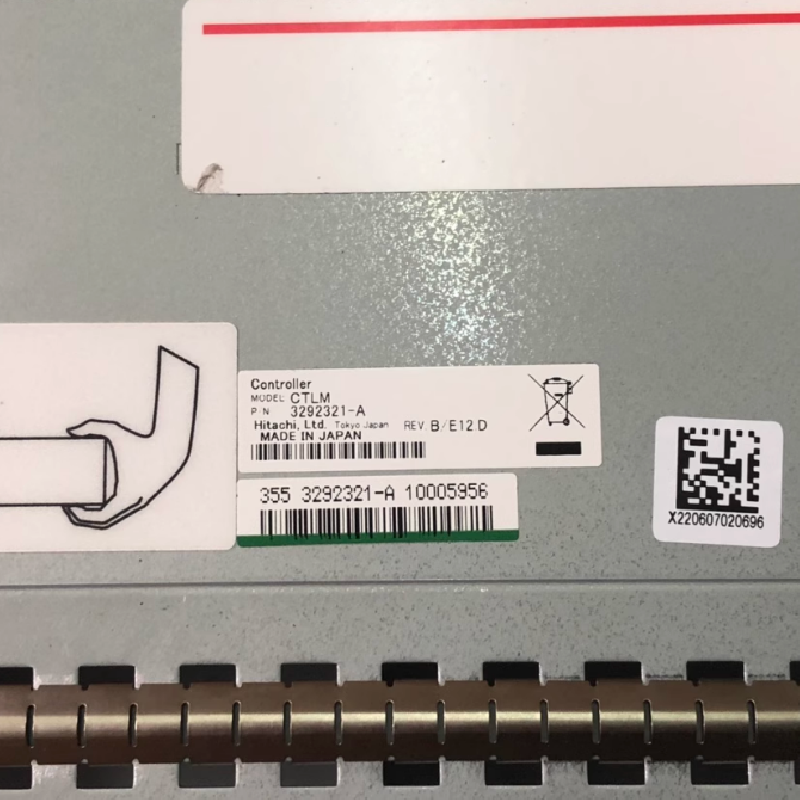 Controller
MODEL CTLM
P/N 3292321-A
Hitachi, Ltd. Tokyo Japan REV. B/E12.D
MADE IN JAPAN
355 3292321-A 10005956
X220607020696